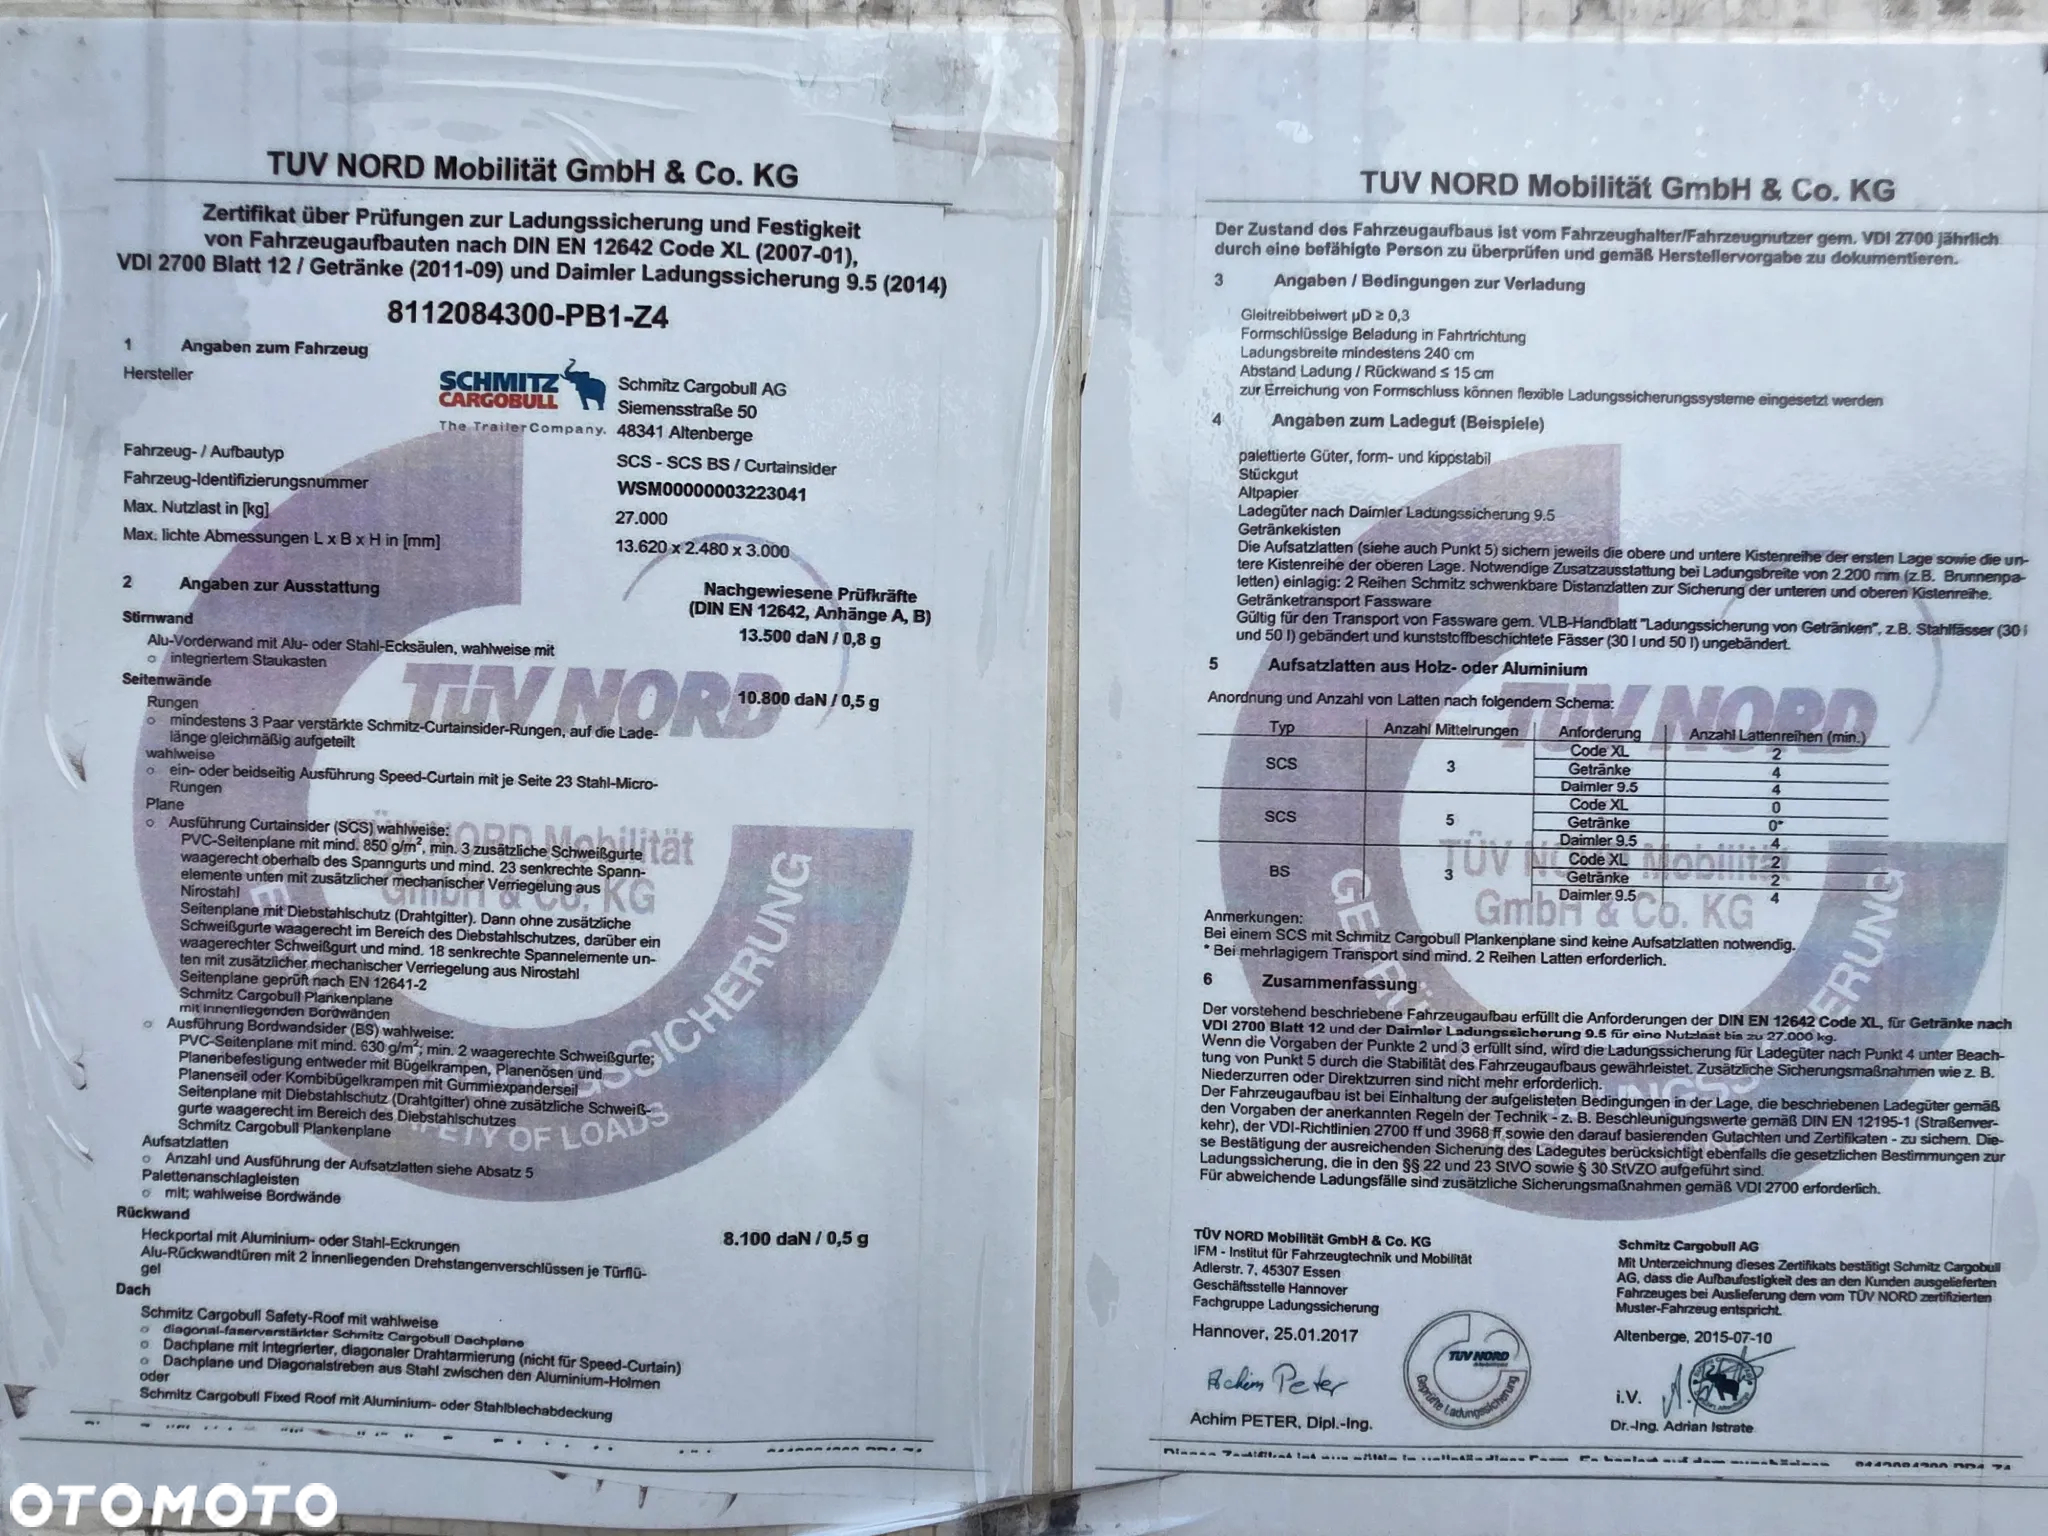 TUV NORD Mobilität GmbH & Co. KG
Zertifikat über Prüfungen zur Ladungssicherung und Festigkeit
von Fahrzeugaufbauten nach DIN EN 12642 Code XL (2007-01),
VDI 2700 Blatt 12 / Getränke (2011-09) und Daimler Ladungssicherung 9.5 (2014)
8112084300-PB1-Z4
1 Angaben zum Fahrzeug
Hersteller
SCHMITZ
CARGOBULL
The Trailer Company.
Schmitz Cargobull AG
Siemensstraße 50
48341 Altenberge
Fahrzeug- / Aufbautyp
SCS - SCS BS / Curtainsider
Fahrzeug-Identifizierungsnummer
WSM00000003223041
Max. Nutzlast in [kg]
27.000
Max. lichte Abmessungen L x B x H in [mm]
13.620 x 2.480 x 3.000
2 Angaben zur Ausstattung
Nachgewiesene Prüfkräfte
(DIN EN 12642, Anhänge A, B)
Stirnwand
13.500 daN / 0,8 g
Alu-Vorderwand mit Alu- oder Stahl-Ecksäulen, wahlweise mit
o integriertem Staukasten
Seitenwände
10.800 daN / 0,5 g
Rungen
o mindestens 3 Paar verstärkte Schmitz-Curtainsider-Rungen, auf die Lade-
länge gleichmäßig aufgeteilt
wahlweise
o ein- oder beidseitig Ausführung Speed-Curtain mit je Seite 23 Stahl-Micro-
Rungen
Plane
o Ausführung Curtainsider (SCS) wahlweise:
PVC-Seitenplane mit mind. 850 g/m², min. 3 zusätzliche Schweißgurte
waagerecht oberhalb des Spanngurts und mind. 23 senkrechte Spann-
elemente unten mit zusätzlicher mechanischer Verriegelung aus
Nirostahl
Seitenplane mit Diebstahlschutz (Drahtgitter). Dann ohne zusätzliche
Schweißgurte waagerecht im Bereich des Diebstahlschutzes, darüber ein
waagerechter Schweißgurt und mind. 18 senkrechte Spannelemente un-
ten mit zusätzlicher mechanischer Verriegelung aus Nirostahl
Seitenplane geprüft nach EN 12641-2
Schmitz Cargobull Plankenplane
mit innenliegenden Bordwänden
o Ausführung Bordwandsider (BS) wahlweise:
PVC-Seitenplane mit mind. 630 g/m²; min. 2 waagerechte Schweißgurte;
Planenbefestigung entweder mit Bügelkrampen, Planenösen und
Planenseil oder Kombibügelkrampen mit Gummiexpanderseil
Seitenplane mit Diebstahlschutz (Drahtgitter) ohne zusätzliche Schweiß-
gurte waagerecht im Bereich des Diebstahlschutzes
Schmitz Cargobull Plankenplane
Aufsatzlatten
o Anzahl und Ausführung der Aufsatzlatten siehe Absatz 5
Palettenanschlagleisten
o mit; wahlweise Bordwände
Rückwand
8.100 daN / 0,5 g
Heckportal mit Aluminium- oder Stahl-Eckrungen
Alu-Rückwandtüren mit 2 innenliegenden Drehstangenverschlüssen je Türflü-
gel
Dach
Schmitz Cargobull Safety-Roof mit wahlweise
o diagonal-faserverstärkter Schmitz Cargobull Dachplane
o Dachplane mit integrierter, diagonaler Drahtarmierung (nicht für Speed-Curtain)
o Dachplane und Diagonalstreben aus Stahl zwischen den Aluminium-Holmen
oder
Schmitz Cargobull Fixed Roof mit Aluminium- oder Stahlblechabdeckung
TÜV NORD
TÜV NORD Mobilität
GmbH & Co. KG
SAFETY OF LOADS
TUV NORD Mobilität GmbH & Co. KG
Der Zustand des Fahrzeugaufbaus ist vom Fahrzeughalter/Fahrzeugnutzer gem. VDI 2700 jährlich
durch eine befähigte Person zu überprüfen und gemäß Herstellervorgabe zu dokumentieren.
3 Angaben / Bedingungen zur Verladung
Gleitreibbeiwert µD ≥ 0,3
Formschlüssige Beladung in Fahrtrichtung
Ladungsbreite mindestens 240 cm
Abstand Ladung / Rückwand ≤ 15 cm
zur Erreichung von Formschluss können flexible Ladungssicherungssysteme eingesetzt werden
4 Angaben zum Ladegut (Beispiele)
palettierte Güter, form- und kippstabil
Stückgut
Altpapier
Ladegüter nach Daimler Ladungssicherung 9.5
Getränkekisten
Die Aufsatzlatten (siehe auch Punkt 5) sichern jeweils die obere und untere Kistenreihe der ersten Lage sowie die un-
tere Kistenreihe der oberen Lage. Notwendige Zusatzausstattung bei Ladungsbreite von 2.200 mm (z.B. Brunnenpa-
letten) einlagig: 2 Reihen Schmitz schwenkbare Distanzlatten zur Sicherung der unteren und oberen Kistenreihe.
Getränketransport Fassware
Gültig für den Transport von Fassware gem. VLB-Handblatt "Ladungssicherung von Getränken", z.B. Stahlfässer (30 l
und 50 l) gebändert und kunststoffbeschichtete Fässer (30 l und 50 l) ungebändert.
5 Aufsatzlatten aus Holz- oder Aluminium
Anordnung und Anzahl von Latten nach folgendem Schema:
Typ Anzahl Mittelrungen Anforderung Anzahl Lattenreihen (min.)
SCS 3 Code XL 2
Getränke 4
Daimler 9.5 4
SCS 5 Code XL 0
Getränke 0*
Daimler 9.5 4
BS 3 Code XL 2
Getränke 2
Daimler 9.5 4
Anmerkungen:
Bei einem SCS mit Schmitz Cargobull Plankenplane sind keine Aufsatzlatten notwendig.
* Bei mehrlagigem Transport sind mind. 2 Reihen Latten erforderlich.
6 Zusammenfassung
Der vorstehend beschriebene Fahrzeugaufbau erfüllt die Anforderungen der DIN EN 12642 Code XL, für Getränke nach
VDI 2700 Blatt 12 und der Daimler Ladungssicherung 9.5 für eine Nutzlast bis zu 27.000 kg.
Wenn die Vorgaben der Punkte 2 und 3 erfüllt sind, wird die Ladungssicherung für Ladegüter nach Punkt 4 unter Beach-
tung von Punkt 5 durch die Stabilität des Fahrzeugaufbaus gewährleistet. Zusätzliche Sicherungsmaßnahmen wie z. B.
Niederzurren oder Direktzurren sind nicht mehr erforderlich.
Der Fahrzeugaufbau ist bei Einhaltung der aufgelisteten Bedingungen in der Lage, die beschriebenen Ladegüter gemäß
den Vorgaben der anerkannten Regeln der Technik - z. B. Beschleunigungswerte gemäß DIN EN 12195-1 (Straßenver-
kehr), der VDI-Richtlinien 2700 ff und 3968 ff sowie den darauf basierenden Gutachten und Zertifikaten - zu sichern. Die-
se Bestätigung der ausreichenden Sicherung des Ladegutes berücksichtigt ebenfalls die gesetzlichen Bestimmungen zur
Ladungssicherung, die in den §§ 22 und 23 StVO sowie § 30 StVZO aufgeführt sind.
Für abweichende Ladungsfälle sind zusätzliche Sicherungsmaßnahmen gemäß VDI 2700 erforderlich.
TÜV NORD Mobilität GmbH & Co. KG
IFM - Institut für Fahrzeugtechnik und Mobilität
Adlerstr. 7, 45307 Essen
Geschäftsstelle Hannover
Fachgruppe Ladungssicherung
Hannover, 25.01.2017
Achim Peter
Achim PETER, Dipl.-Ing.
TÜV NORD
Geprüfte Ladungssicherung
Schmitz Cargobull AG
Mit Unterzeichnung dieses Zertifikats bestätigt Schmitz Cargobull
AG, dass die Aufbaufestigkeit des an den Kunden ausgelieferten
Fahrzeuges bei Auslieferung dem vom TÜV NORD zertifizierten
Muster-Fahrzeug entspricht.
Altenberge, 2015-07-10
i.V.
Dr.-Ing. Adrian Istrate
TÜV NORD
TÜV NORD Mobilität
GmbH & Co. KG
OTOMOTO